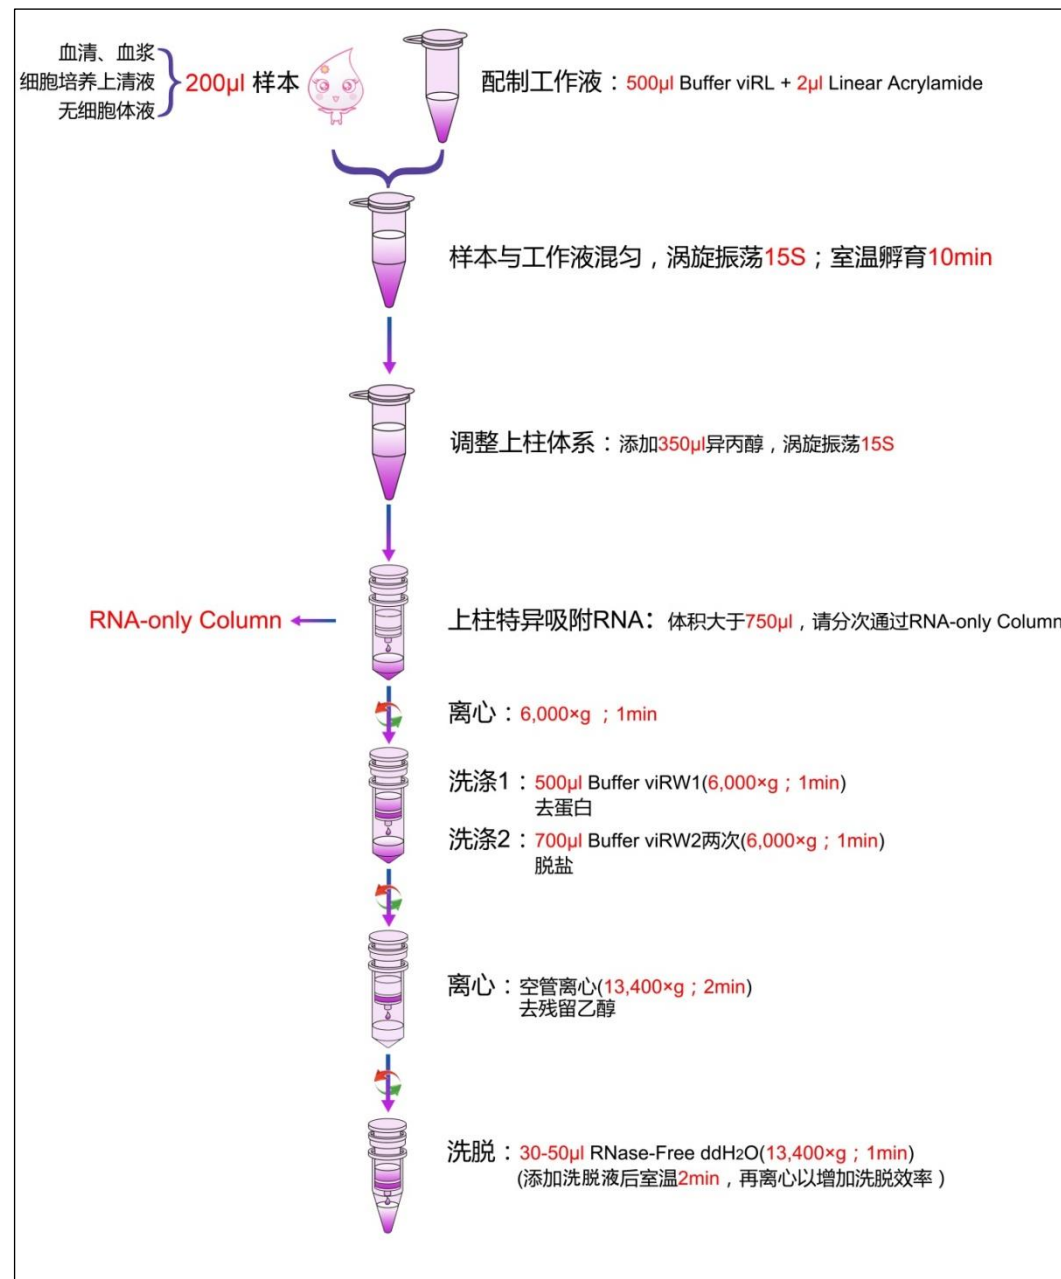 血清、血浆
细胞培养上清液
无细胞体液
200μl 样本
配制工作液：500μl Buffer viRL + 2μl Linear Acrylamide
样本与工作液混匀，涡旋振荡15S；室温孵育10min
调整上柱体系：添加350μl异丙醇，涡旋振荡15S
RNA-only Column
上柱特异吸附RNA：体积大于750μl，请分次通过RNA-only Column
离心：6,000×g ；1min
洗涤1：500μl Buffer viRW1(6,000×g；1min)
去蛋白
洗涤2：700μl Buffer viRW2两次(6,000×g；1min)
脱盐
离心：空管离心(13,400×g；2min)
去残留乙醇
洗脱：30-50μl RNase-Free ddH2O(13,400×g；1min)
(添加洗脱液后室温2min，再离心以增加洗脱效率）